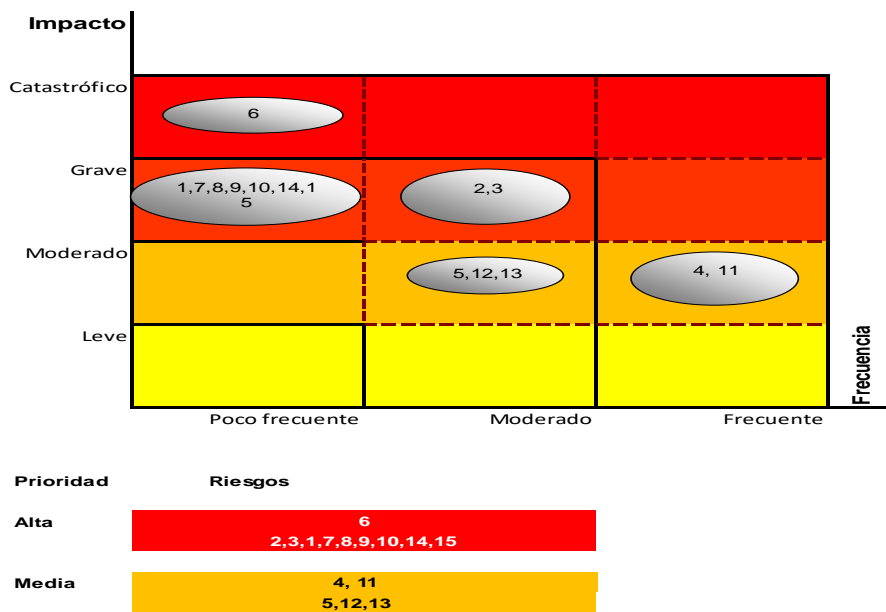 Impacto
Catastrófico
6
Grave
1,7,8,9,10,14,1
5
2,3
Moderado
5,12,13
4, 11
Leve
Frecuencia
Poco frecuente
Moderado
Frecuente
Prioridad
Riesgos
Alta
6
2,3,1,7,8,9,10,14,15
Media
4, 11
5,12,13